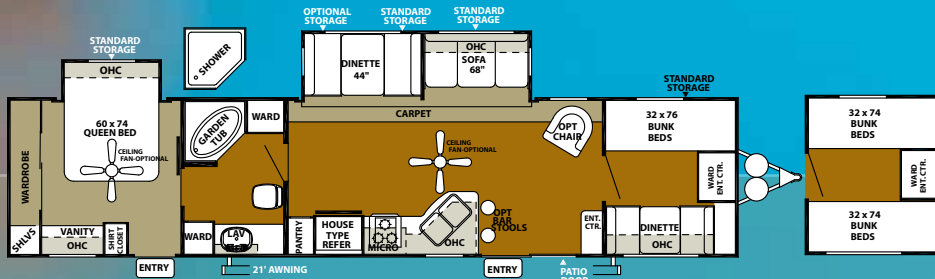 OPTIONAL
STORAGE
STANDARD
STORAGE
STANDARD
STORAGE
STANDARD
STORAGE
OHC
SHOWER
DINETTE
44"
OHC
SOFA
68"
STANDARD
STORAGE
60 x 74
QUEEN BED
CEILING
FAN-OPTIONAL
WARDROBE
GARDEN
TUB
WARD
CARPET
CEILING
FAN-OPTIONAL
OPT
CHAIR
32 x 76
BUNK
BEDS
WARD
ENT. CTR.
32 x 74
BUNK
BEDS
WARD
ENT. CTR.
32 x 74
BUNK
BEDS
SHLVS
VANITY
OHC
SHIRT
CLOSET
WARD
LAV
PANTRY
HOUSE
TYPE
REFER
MICRO
OHC
OPT
BAR
STOOLS
ENT.
CTR.
DINETTE
OHC
ENTRY
21' AWNING
ENTRY
PATIO
DOOR